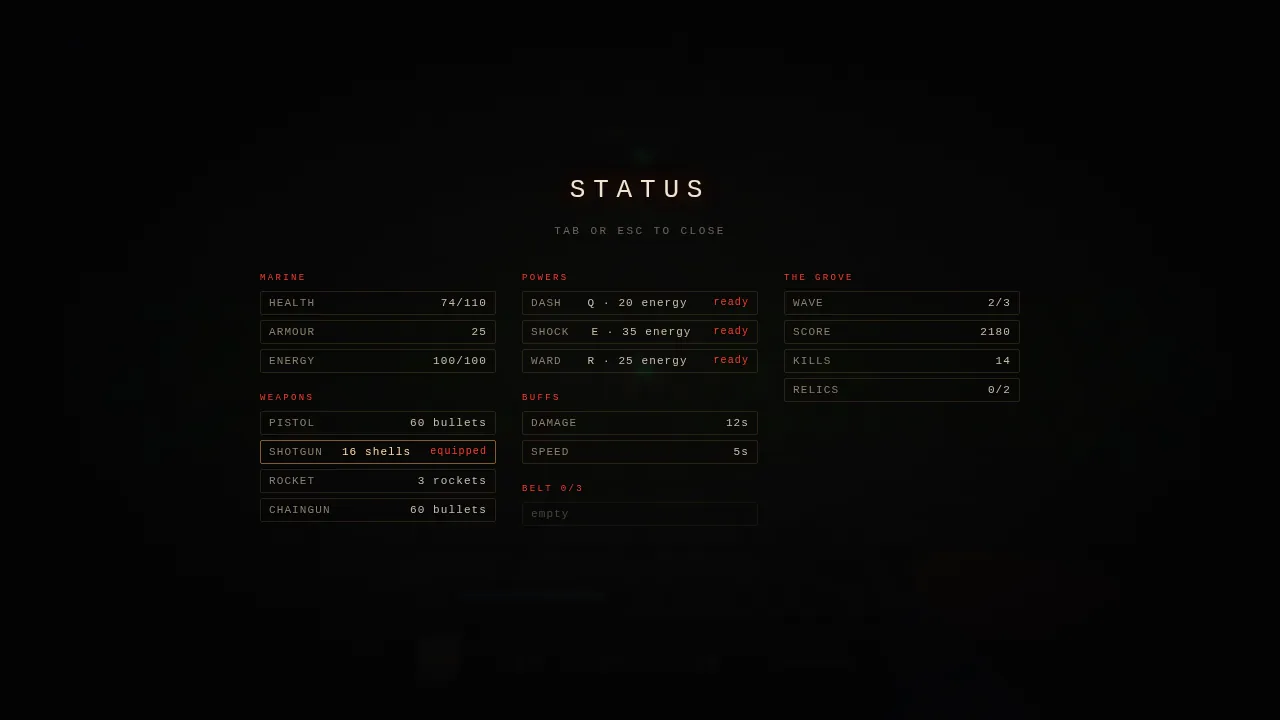 STATUS
TAB OR ESC TO CLOSE
MARINE
HEALTH 74/110
ARMOUR 25
ENERGY 100/100
WEAPONS
PISTOL 60 bullets
SHOTGUN 16 shells equipped
ROCKET 3 rockets
CHAINGUN 60 bullets
POWERS
DASH Q · 20 energy ready
SHOCK E · 35 energy ready
WARD R · 25 energy ready
BUFFS
DAMAGE 12s
SPEED 5s
BELT 0/3
empty
THE GROVE
WAVE 2/3
SCORE 2180
KILLS 14
RELICS 0/2